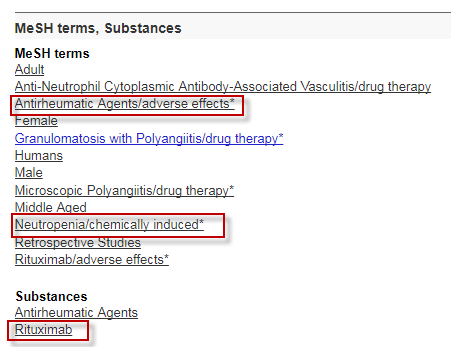 MeSH terms, Substances
MeSH terms
Adult
Anti-Neutrophil Cytoplasmic Antibody-Associated Vasculitis/drug therapy
Antirheumatic Agents/adverse effects*
Female
Granulomatosis with Polyangiitis/drug therapy*
Humans
Male
Microscopic Polyangiitis/drug therapy*
Middle Aged
Neutropenia/chemically induced*
Retrospective Studies
Rituximab/adverse effects*
Substances
Antirheumatic Agents
Rituximab